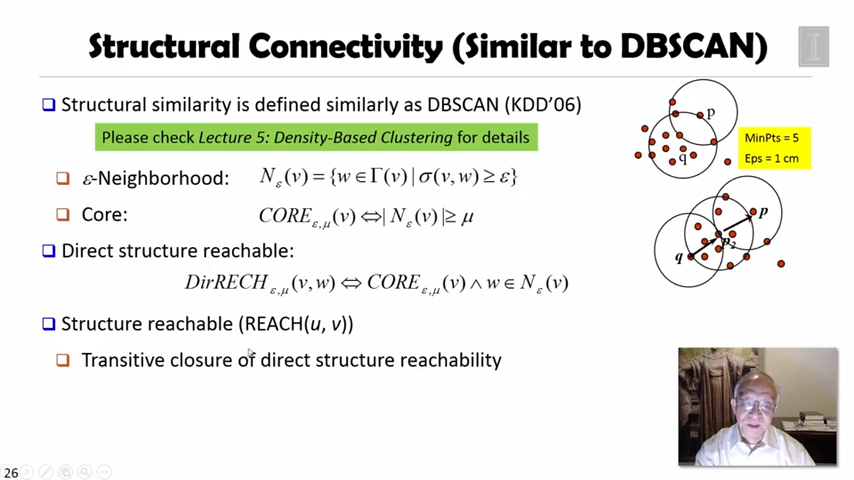 Structural Connectivity (Similar to DBSCAN)
Structural similarity is defined similarly as DBSCAN (KDD'06)
Please check Lecture 5: Density-Based Clustering for details
ε-Neighborhood: N_ε(v) = {w ∈ Γ(v) | σ(v, w) ≥ ε}
Core: CORE_ε,μ(v) ⇔ | N_ε(v) |≥ μ
Direct structure reachable:
DirRECH_ε,μ(v, w) ⇔ CORE_ε,μ(v) ∧ w ∈ N_ε(v)
Structure reachable (REACH(u, v))
Transitive closure of direct structure reachability
p
q
MinPts = 5
Eps = 1 cm
p
p₂
q
26
I